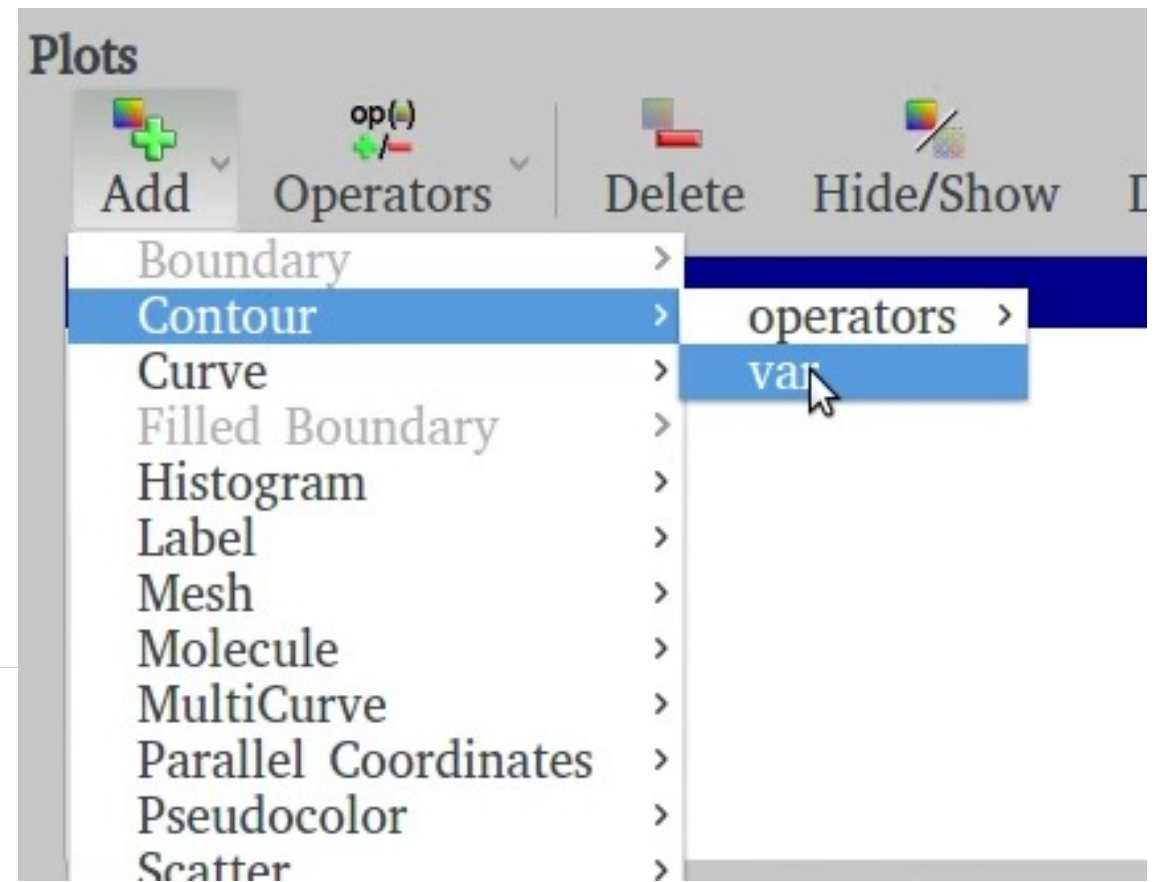 Plots
op(·)
+/-
Add Operators Delete Hide/Show
Boundary
Contour
operators
Curve
var
Filled Boundary
Histogram
Label
Mesh
Molecule
MultiCurve
Parallel Coordinates
Pseudocolor
Scatter